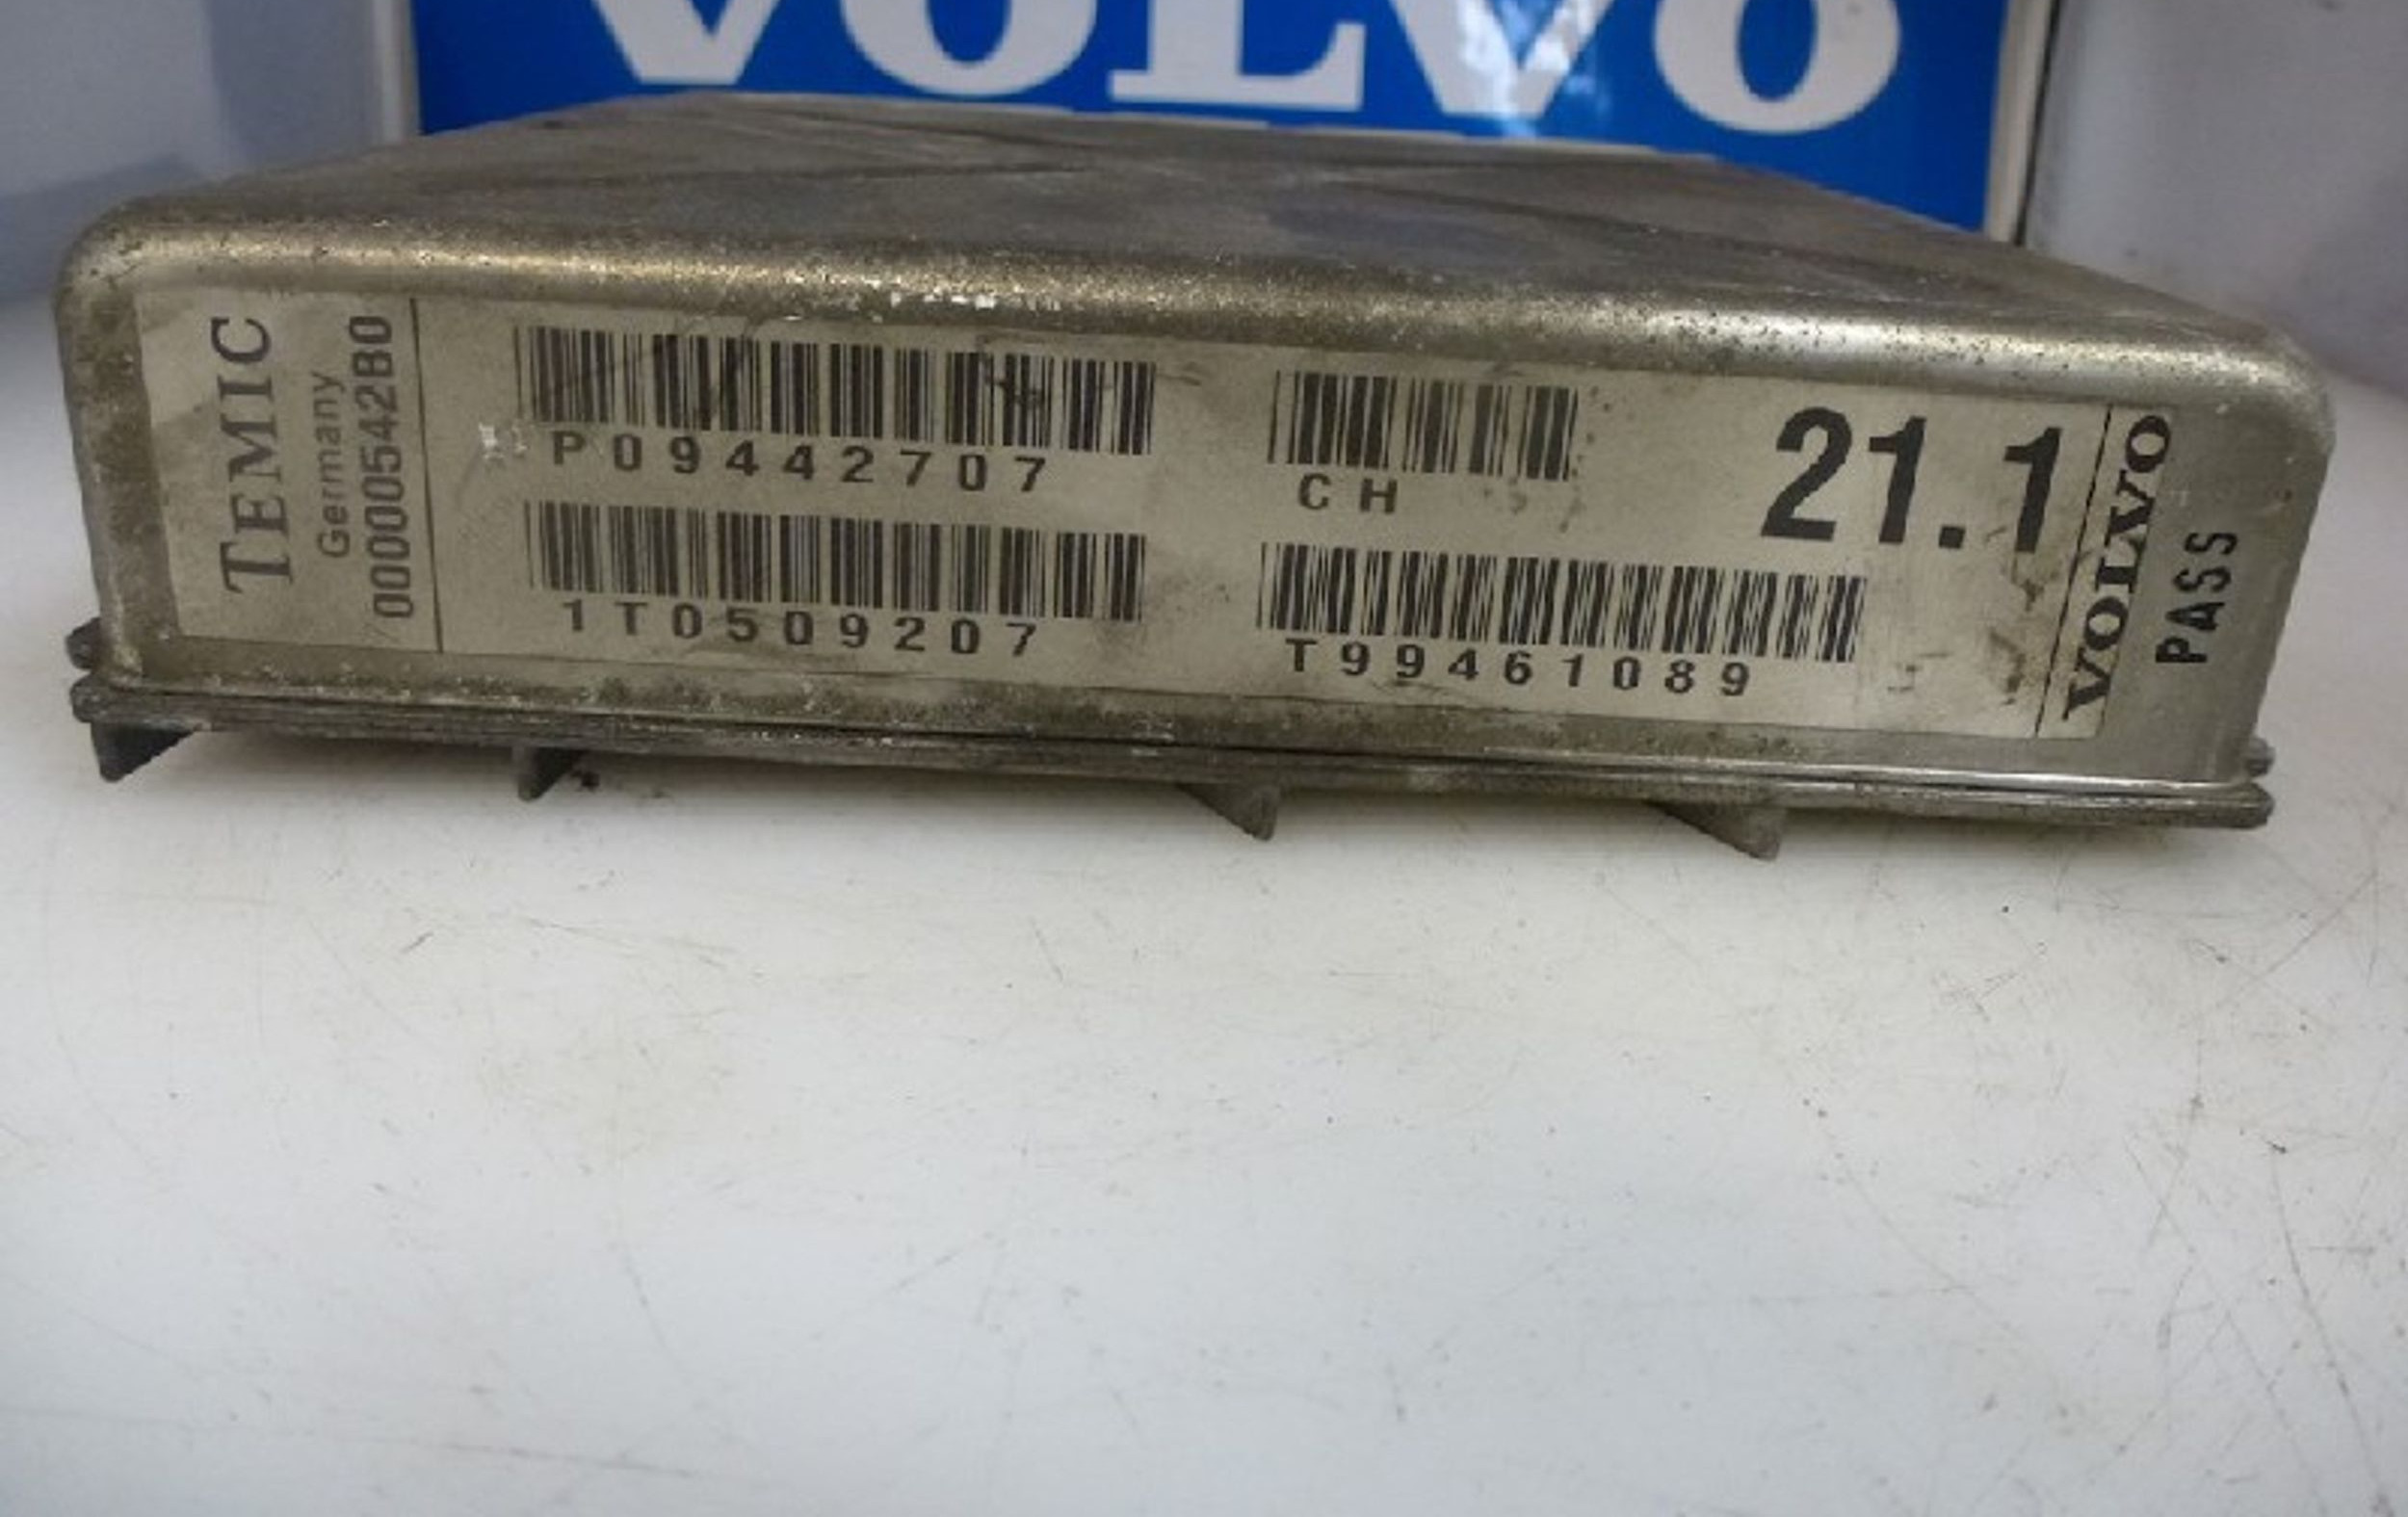 VOLVO
TEMIC
Germany
00000542B0
P09442707
1T0509207
CH
T99461089
21.1
VOLVO
PASS